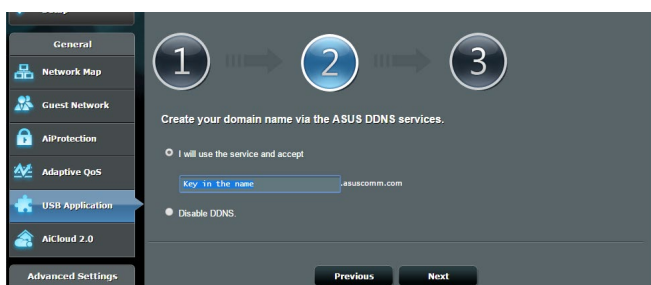 General
Network Map
Guest Network
AiProtection
Adaptive QoS
USB Application
AiCloud 2.0
Advanced Settings
1
2
3
Create your domain name via the ASUS DDNS services.
I will use the service and accept
Key in the name .asuscomm.com
Disable DDNS.
Previous Next